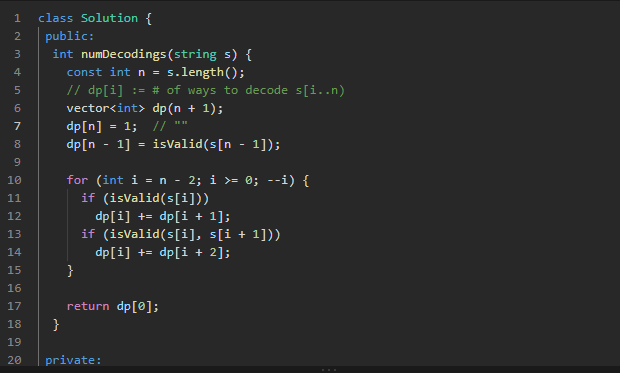 1 class Solution {
2 public:
3 int numDecodings(string s) {
4 const int n = s.length();
5 // dp[i] := # of ways to decode s[i..n)
6 vector<int> dp(n + 1);
7 dp[n] = 1;  // ""
8 dp[n - 1] = isValid(s[n - 1]);
9
10 for (int i = n - 2; i >= 0; --i) {
11 if (isValid(s[i]))
12 dp[i] += dp[i + 1];
13 if (isValid(s[i], s[i + 1]))
14 dp[i] += dp[i + 2];
15 }
16
17 return dp[0];
18 }
19
20 private: